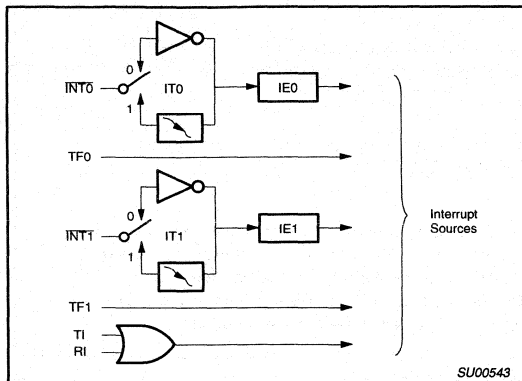 0
INT0
IT0
IE0
1
TF0
0
INT1
IT1
IE1
1
Interrupt
Sources
TF1
TI
RI
SU00543